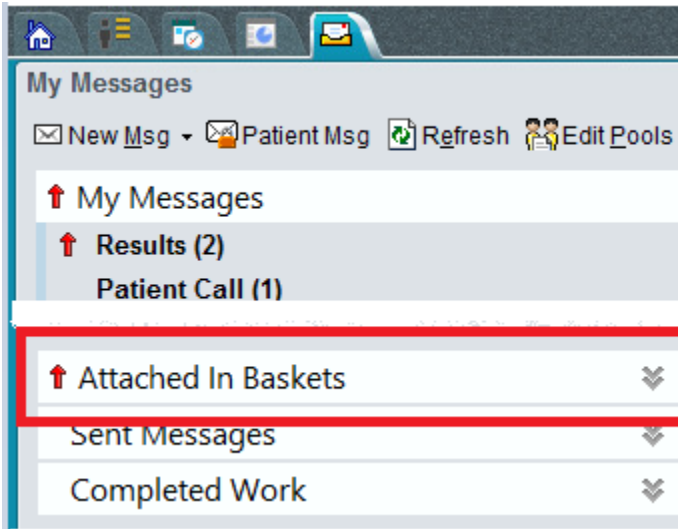 My Messages
New Msg Patient Msg Refresh Edit Pools
My Messages
Results (2)
Patient Call (1)
Attached In Baskets
Sent Messages
Completed Work